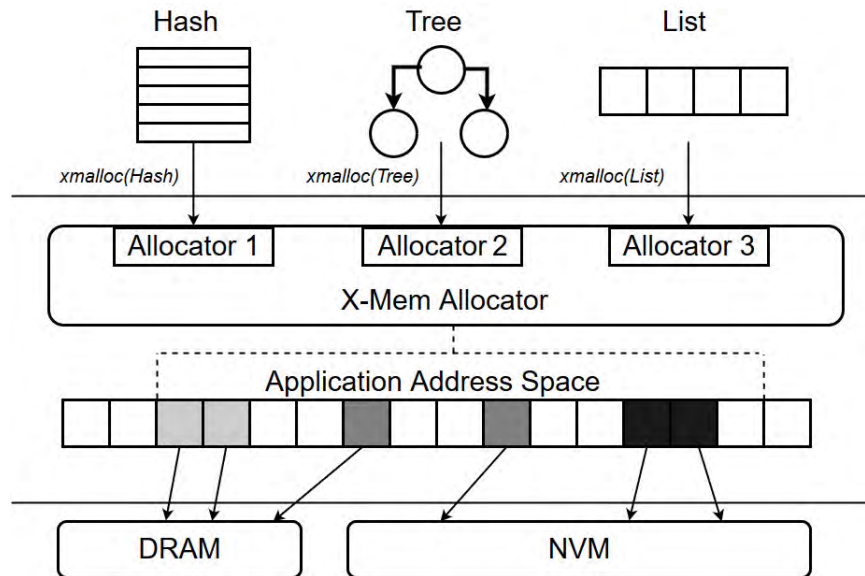 Hash
Tree
List
xmalloc(Hash)
xmalloc(Tree)
xmalloc(List)
Allocator 1
Allocator 2
Allocator 3
X-Mem Allocator
Application Address Space
DRAM
NVM